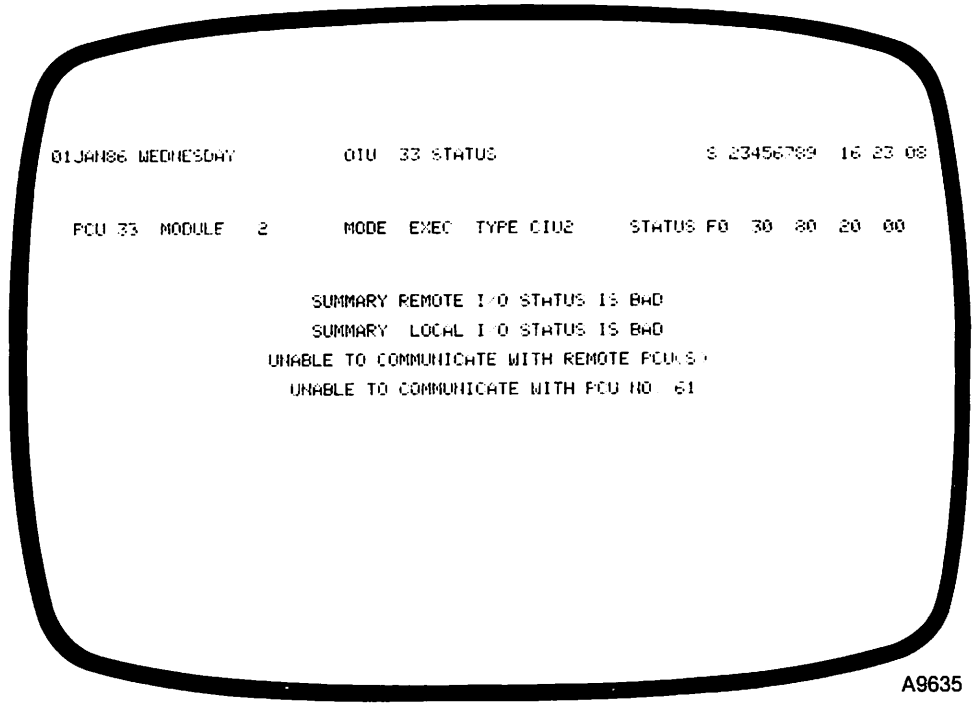 01JAN86 WEDNESDAY OIU 33 STATUS S 23456789 16 23 08
PCU 33 MODULE 2 MODE EXEC TYPE CIU2 STATUS F0 30 80 20 00
SUMMARY REMOTE I/O STATUS IS BAD
SUMMARY LOCAL I/O STATUS IS BAD
UNABLE TO COMMUNICATE WITH REMOTE PCU(S)
UNABLE TO COMMUNICATE WITH PCU NO. 61
A9635